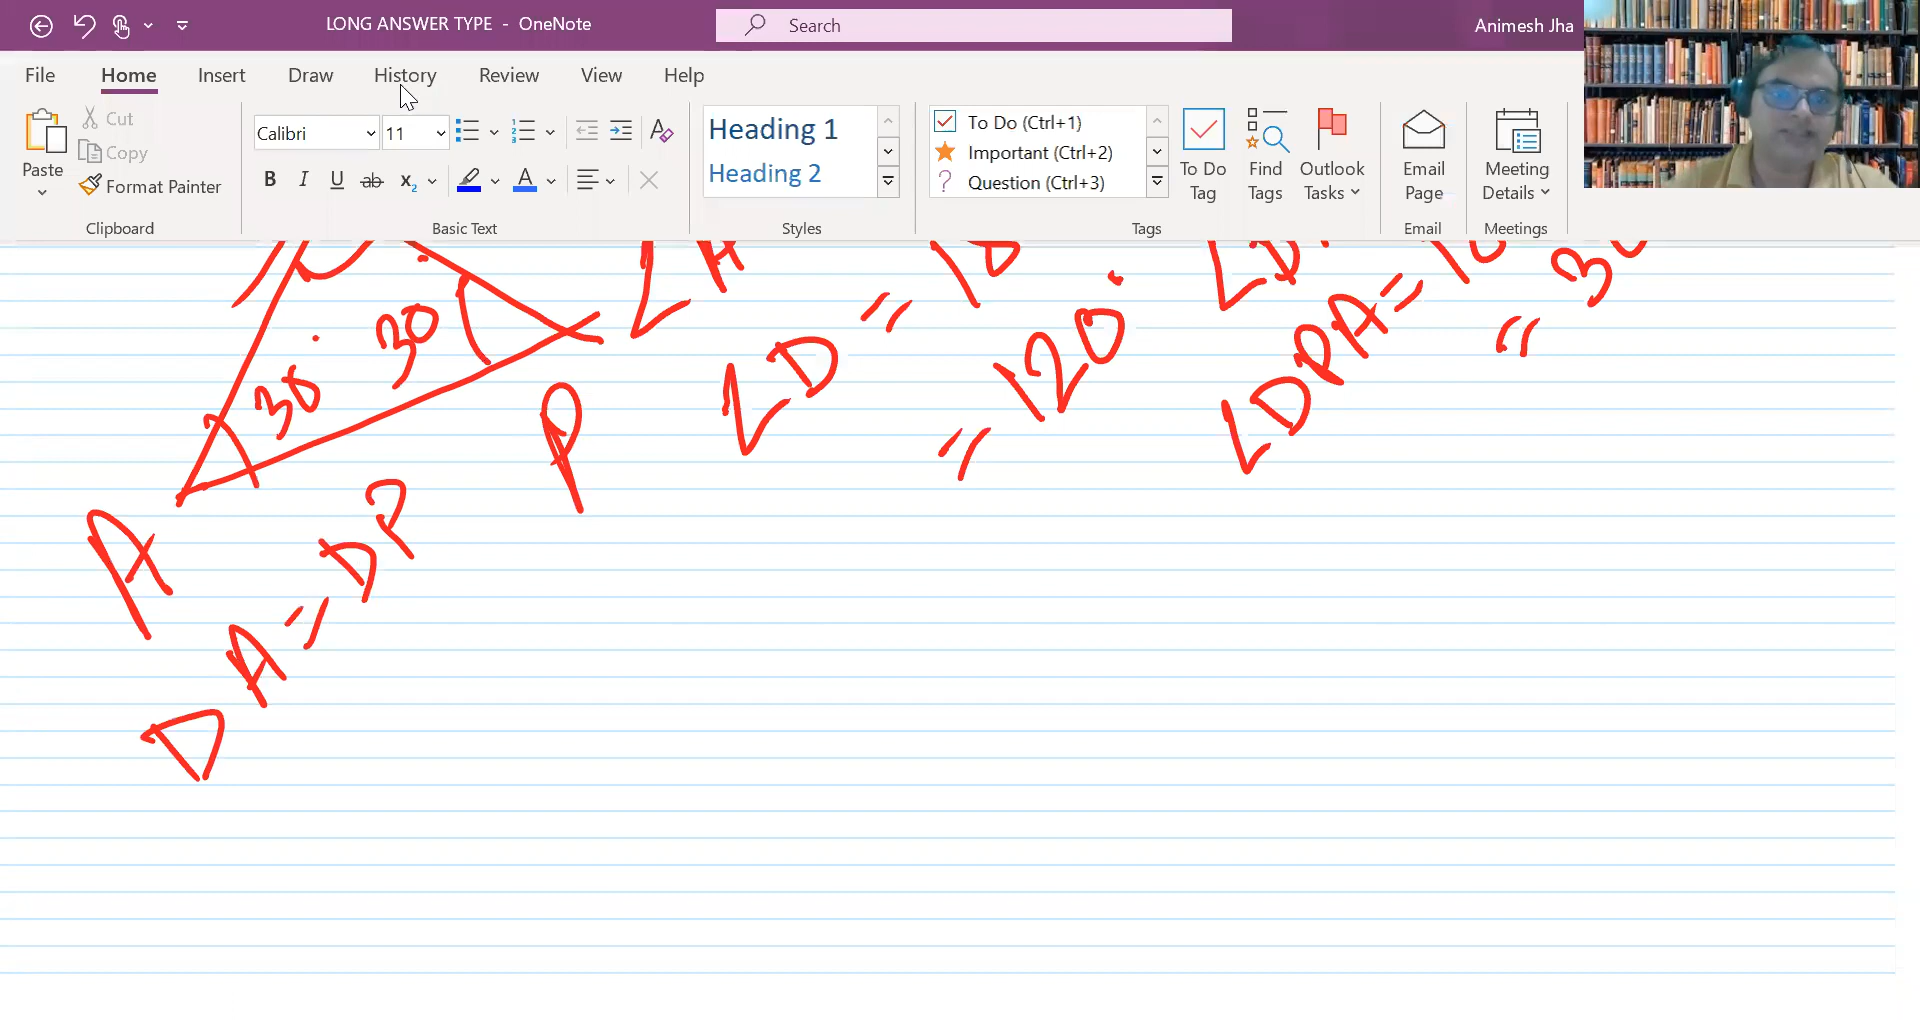 LONG ANSWER TYPE - OneNote
Search
Animesh Jha
File Home Insert Draw History Review View Help
Paste
Cut
Copy
Format Painter
Clipboard
Calibri 11
B I U ab x₂ A
Basic Text
Heading 1
Heading 2
Styles
To Do (Ctrl+1)
Important (Ctrl+2)
Question (Ctrl+3)
To Do Tag
Find Tags
Outlook Tasks
Tags
Email Page
Email
Meeting Details
Meetings
30°
30
A
P
DA=DP
∠D =
= 120°
∠DPA=
= 30